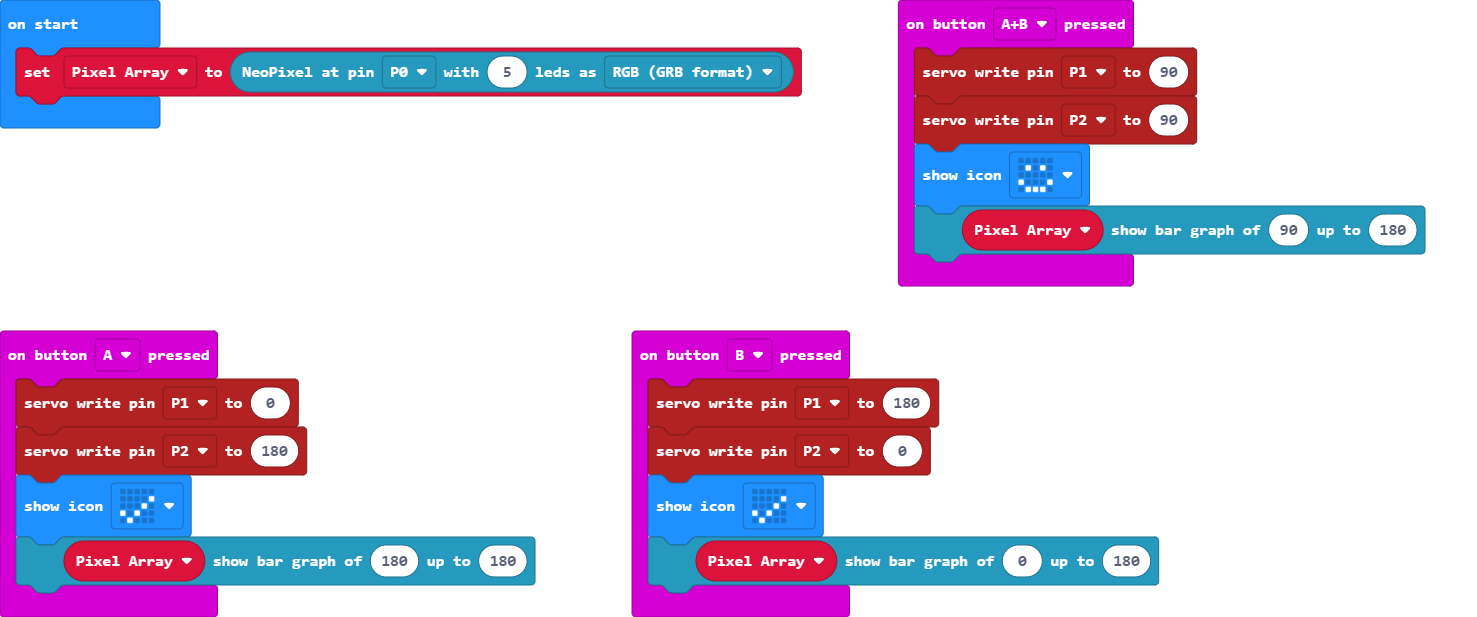 on start
set Pixel Array to NeoPixel at pin P0 with 5 leds as RGB (GRB format)
on button A+B pressed
servo write pin P1 to 90
servo write pin P2 to 90
show icon
Pixel Array show bar graph of 90 up to 180
on button A pressed
servo write pin P1 to 0
servo write pin P2 to 180
show icon
Pixel Array show bar graph of 180 up to 180
on button B pressed
servo write pin P1 to 180
servo write pin P2 to 0
show icon
Pixel Array show bar graph of 0 up to 180